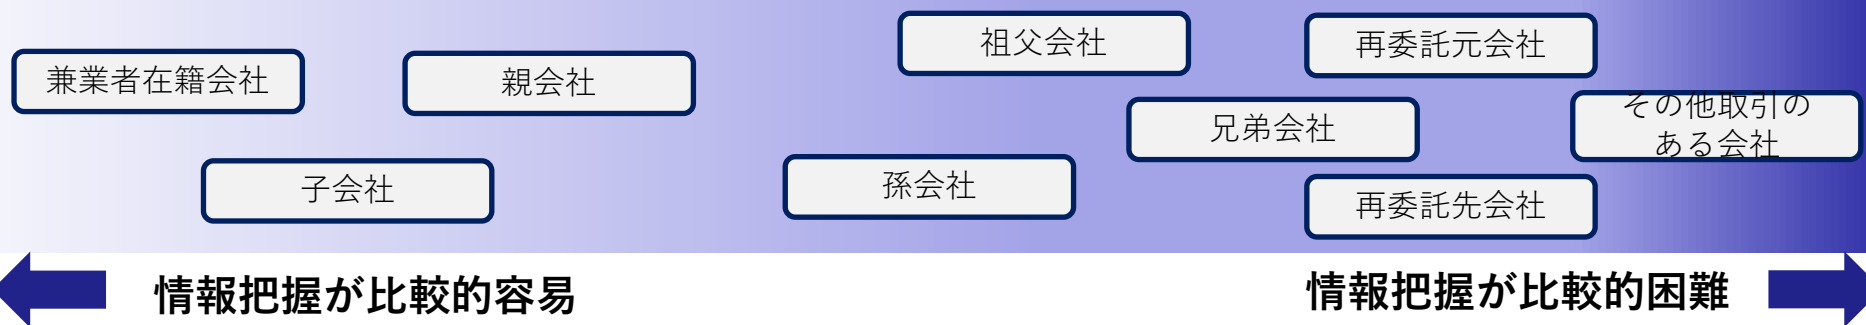 祖父会社
再委託元会社
兼業者在籍会社
親会社
その他取引の
ある会社
兄弟会社
子会社
孫会社
再委託先会社
情報把握が比較的容易
情報把握が比較的困難